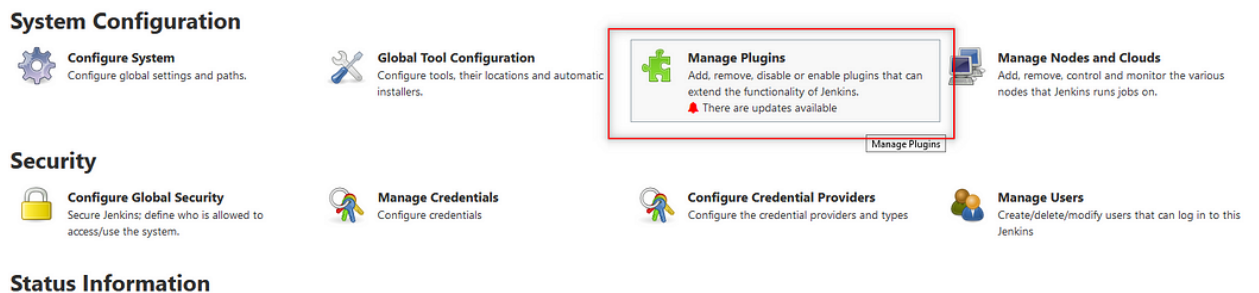 System Configuration
Configure System
Configure global settings and paths.
Global Tool Configuration
Configure tools, their locations and automatic
installers.
Manage Plugins
Add, remove, disable or enable plugins that can
extend the functionality of Jenkins.
There are updates available
Manage Nodes and Clouds
Add, remove, control and monitor the various
nodes that Jenkins runs jobs on.
Manage Plugins
Security
Configure Global Security
Secure Jenkins; define who is allowed to
access/use the system.
Manage Credentials
Configure credentials
Configure Credential Providers
Configure the credential providers and types
Manage Users
Create/delete/modify users that can log in to this
Jenkins
Status Information